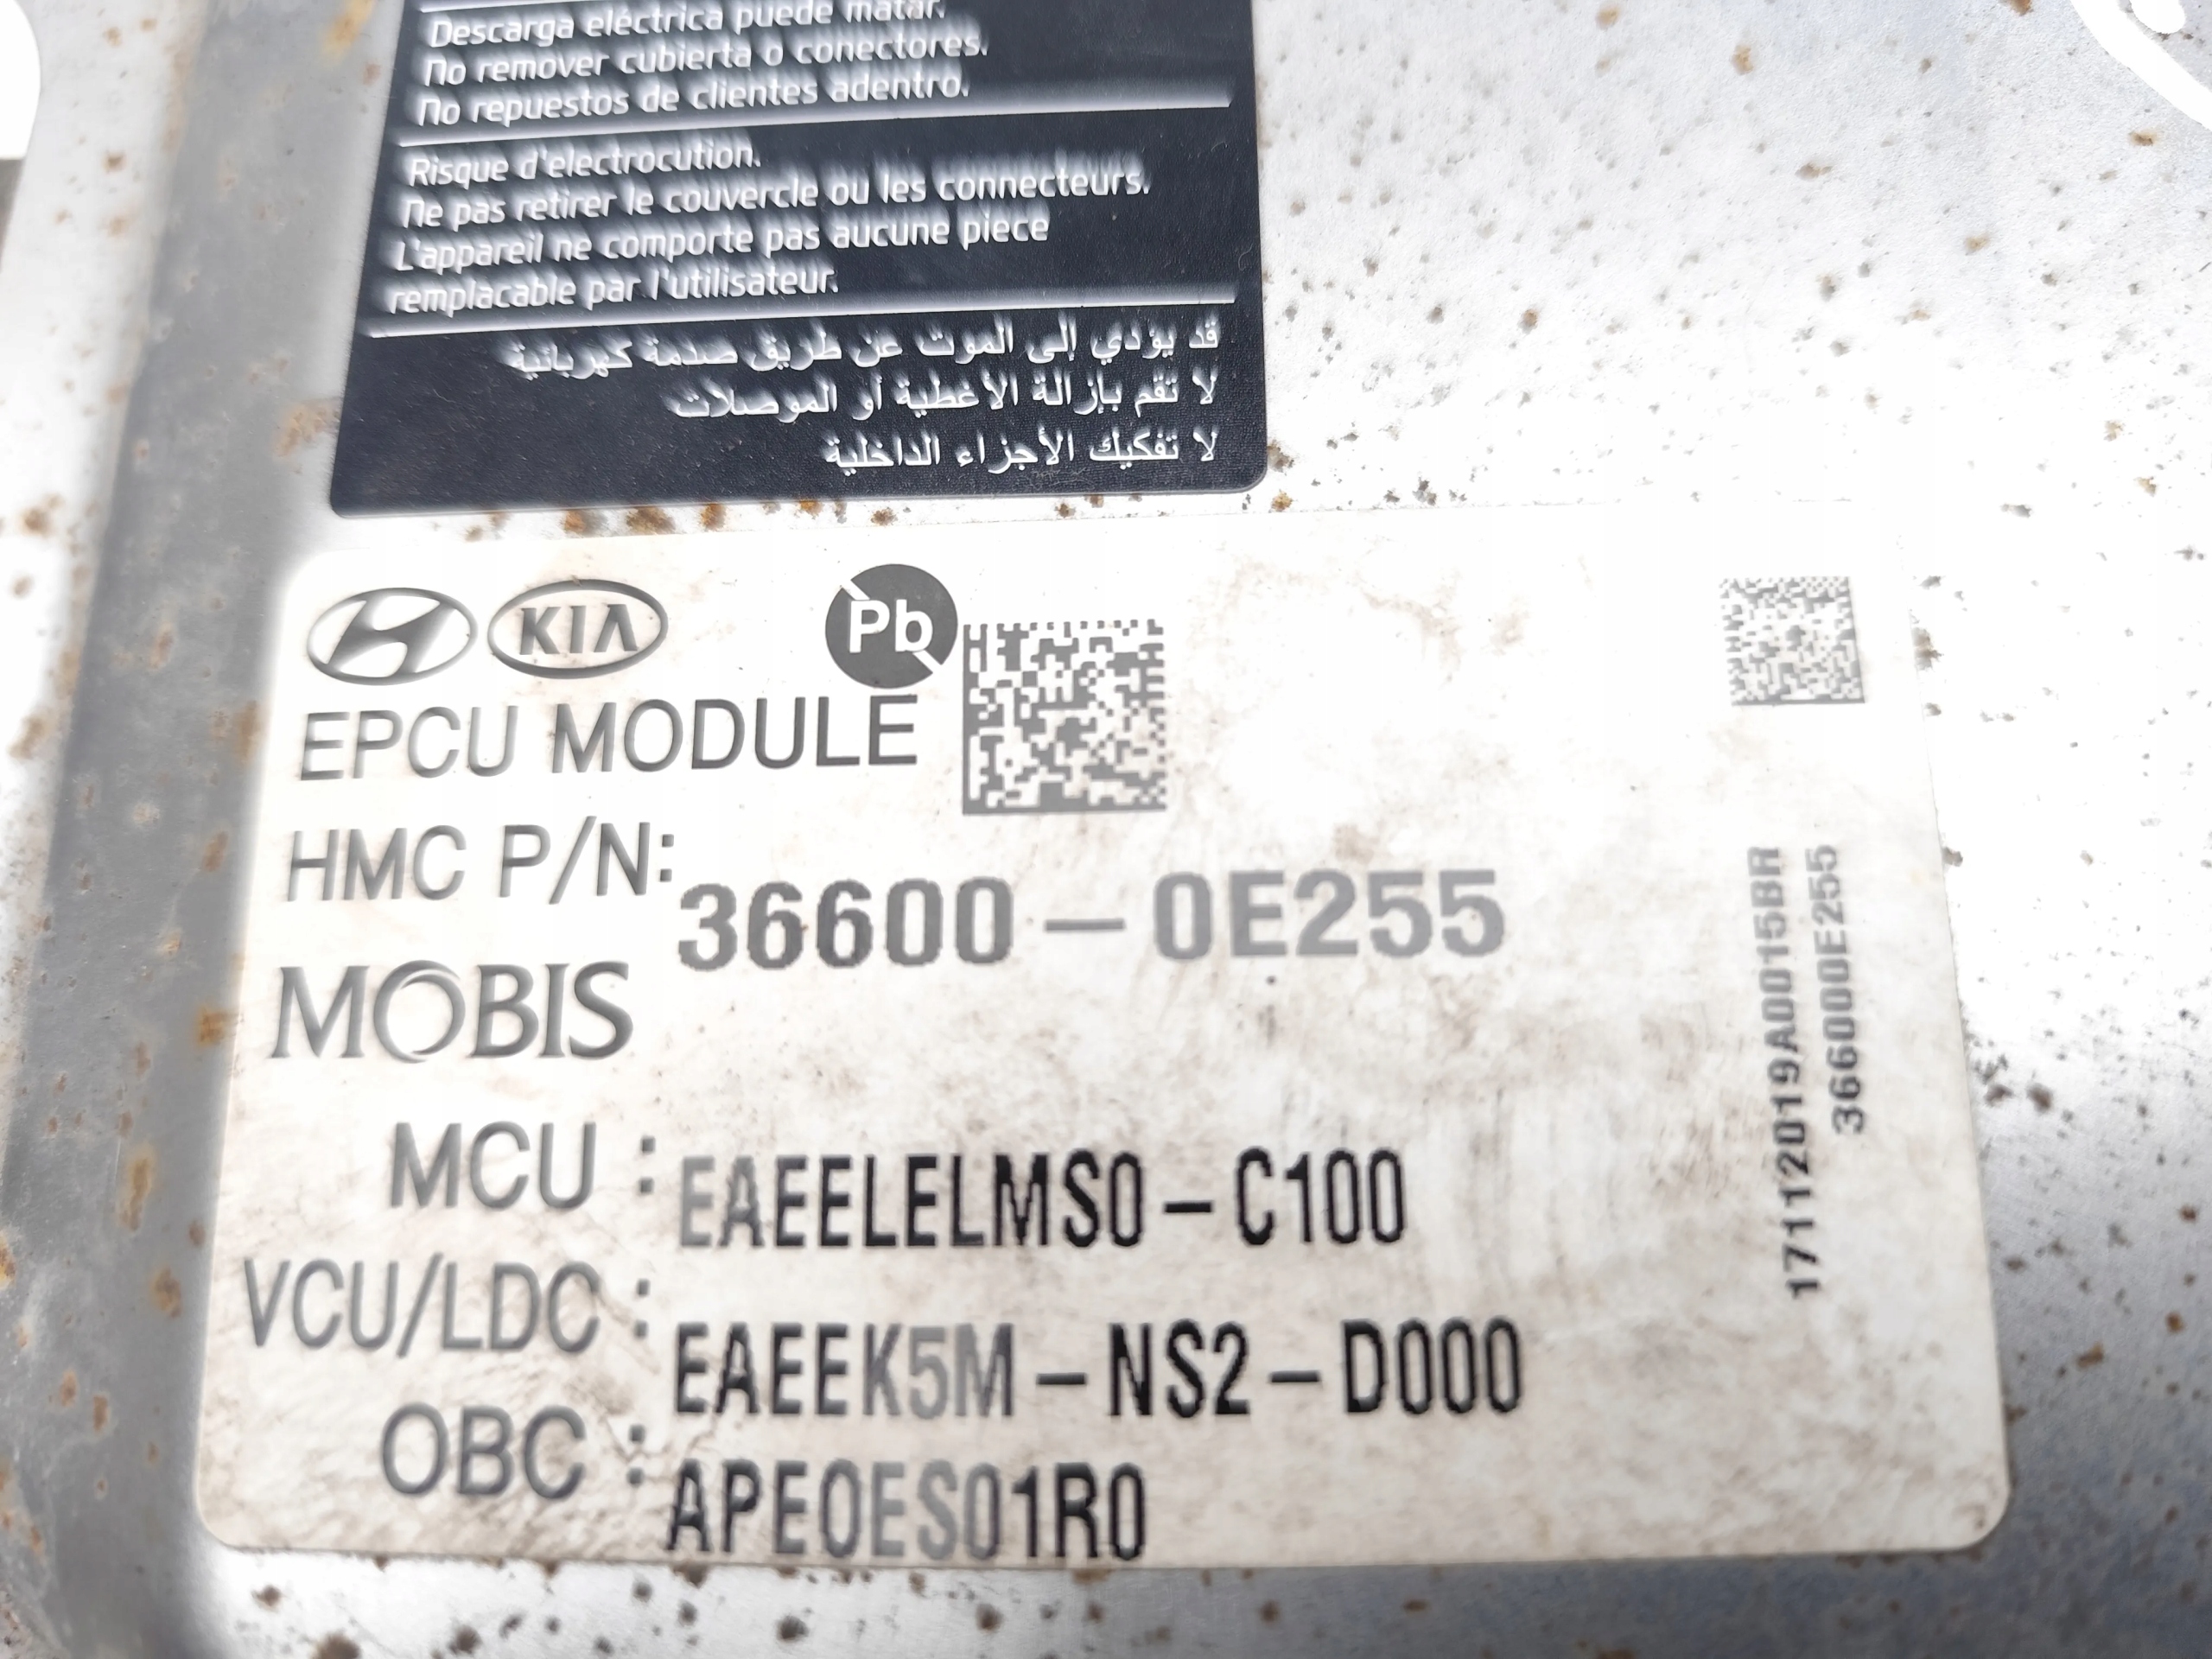 Descarga eléctrica puede matar.
No remover cubierta o conectores.
No repuestos de clientes adentro.
Risque d'electrocution.
Ne pas retirer le couvercle ou les connecteurs.
L'appareil ne comporte pas aucune piece
remplacable par l'utilisateur.
قد يؤدي إلى الموت عن طريق صدمة كهربائية
لا تقم بإزالة الأغطية أو الموصلات
لا تفكيك الأجزاء الداخلية
KIA
Pb
EPCU MODULE
HMC P/N: 36600-0E255
MOBIS
MCU : EAEELELMS0-C100
VCU/LDC : EAEEK5M-NS2-D000
OBC : APEOES01R0
171112019A0015BR
366000E255